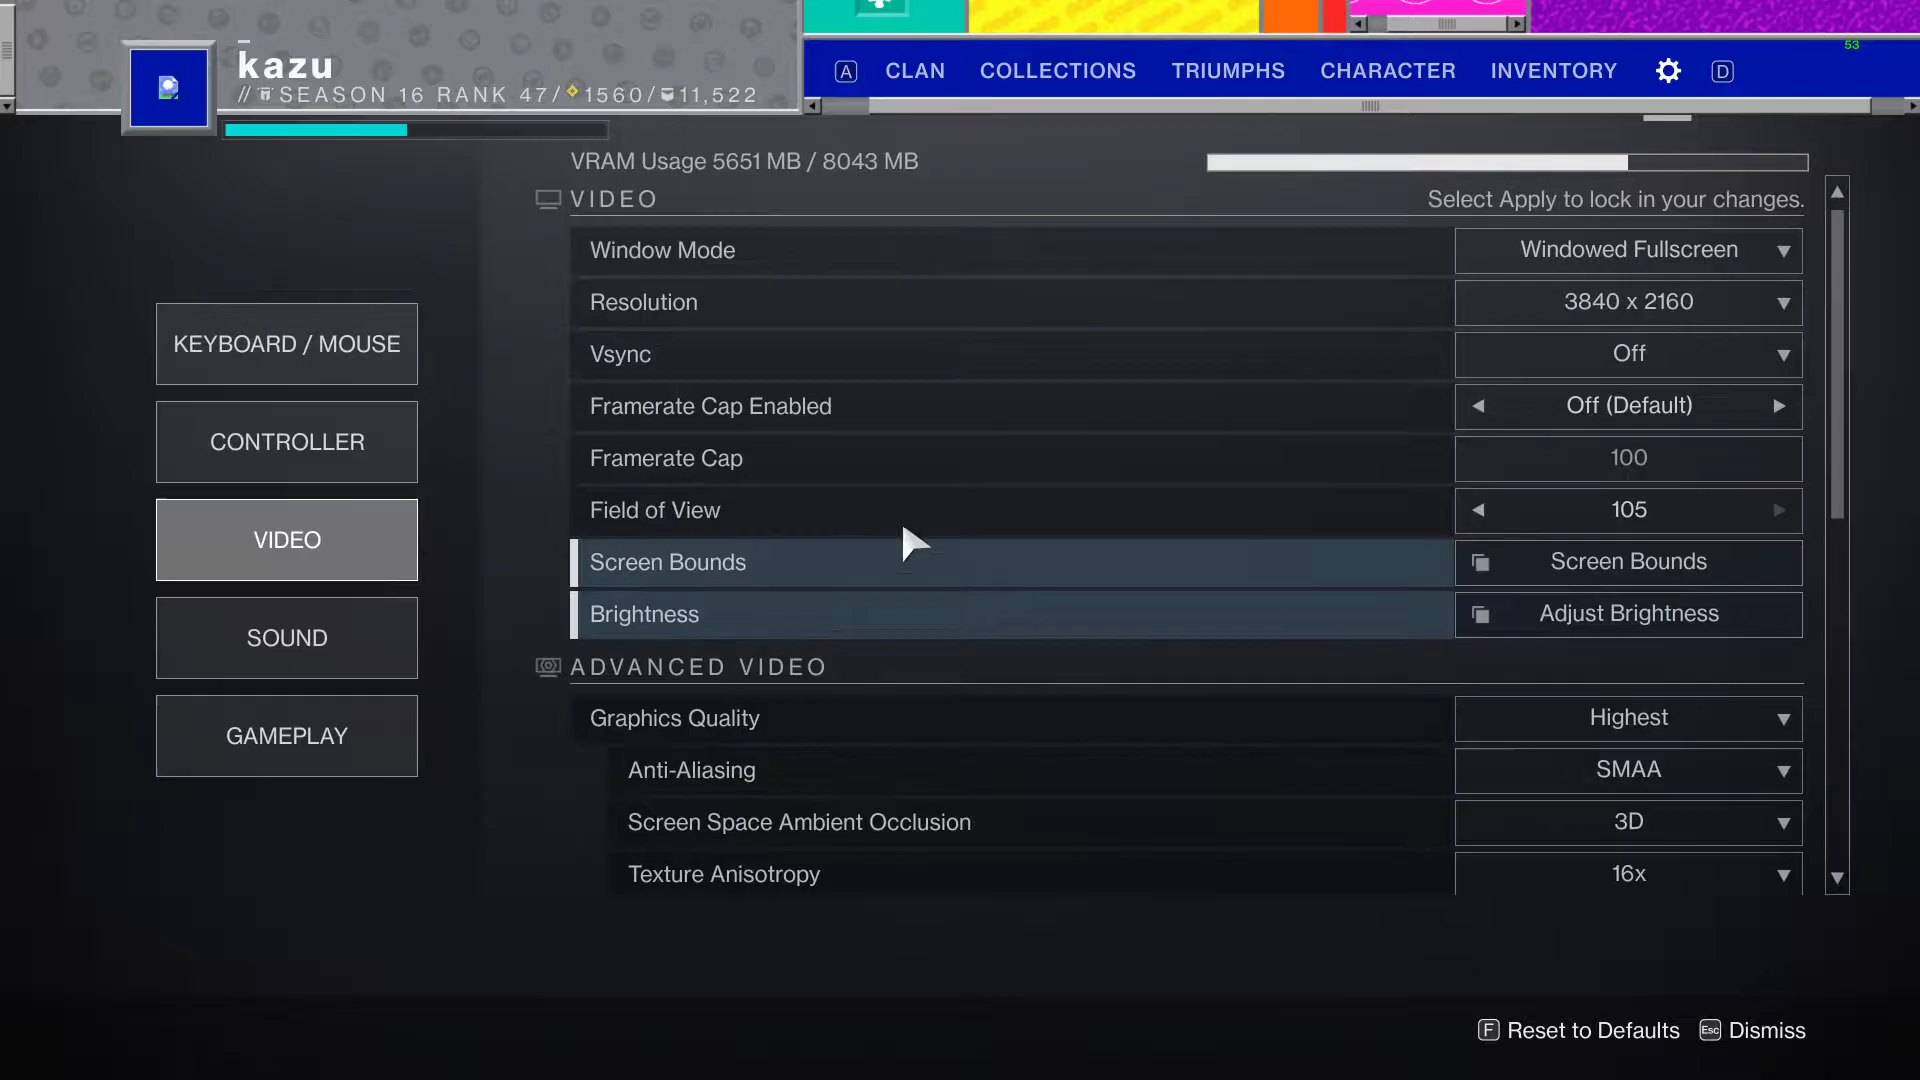 kazu
// SEASON 16 RANK 47/ 1560/ 11,522
A CLAN COLLECTIONS TRIUMPHS CHARACTER INVENTORY D
53
VRAM Usage 5651 MB / 8043 MB
VIDEO Select Apply to lock in your changes.
Window Mode Windowed Fullscreen
Resolution 3840 x 2160
Vsync Off
Framerate Cap Enabled Off (Default)
Framerate Cap 100
Field of View 105
Screen Bounds Screen Bounds
Brightness Adjust Brightness
ADVANCED VIDEO
Graphics Quality Highest
Anti-Aliasing SMAA
Screen Space Ambient Occlusion 3D
Texture Anisotropy 16x
KEYBOARD / MOUSE
CONTROLLER
VIDEO
SOUND
GAMEPLAY
F Reset to Defaults Esc Dismiss